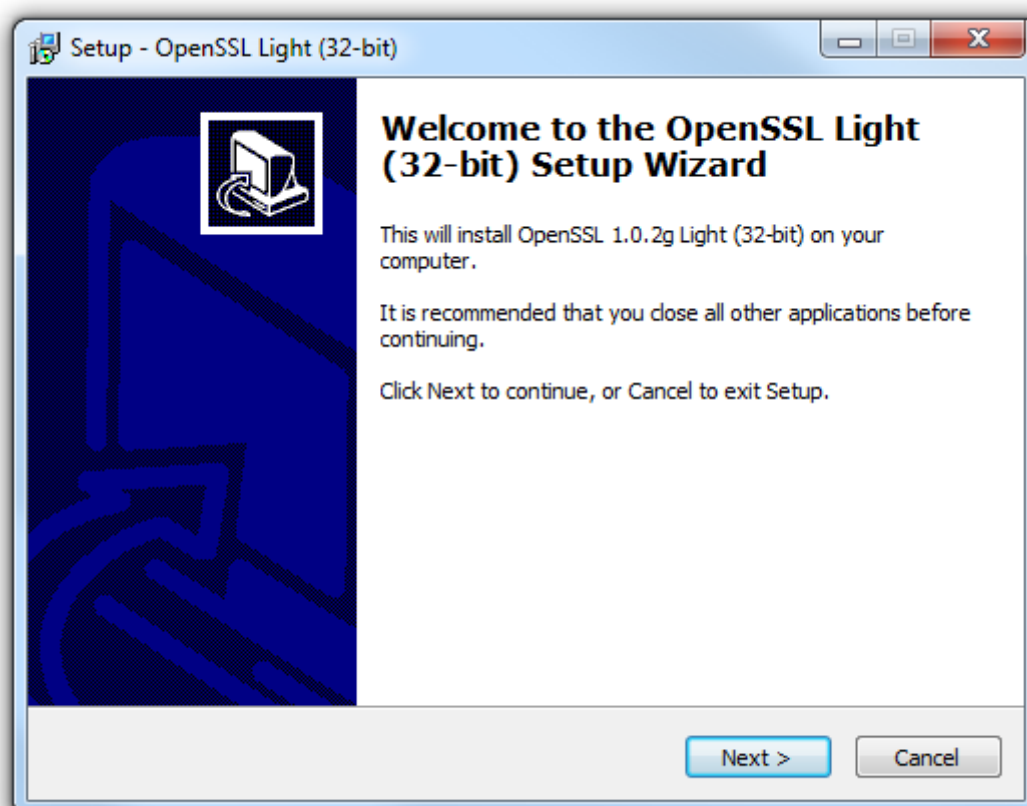 Setup - OpenSSL Light (32-bit)
Welcome to the OpenSSL Light
(32-bit) Setup Wizard
This will install OpenSSL 1.0.2g Light (32-bit) on your
computer.
It is recommended that you close all other applications before
continuing.
Click Next to continue, or Cancel to exit Setup.
Next >
Cancel